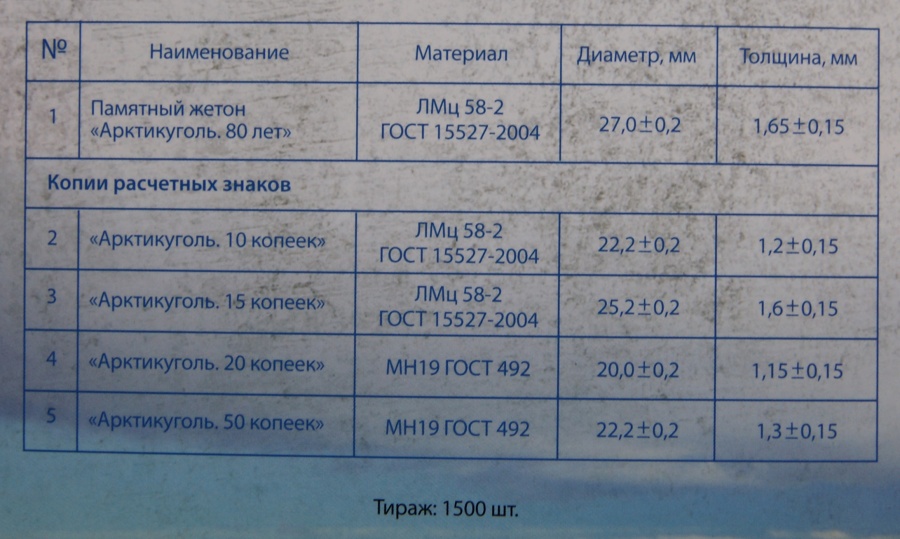 № Наименование Материал Диаметр, мм Толщина, мм
1 Памятный жетон «Арктикуголь. 80 лет» ЛМц 58-2 ГОСТ 15527-2004 27,0±0,2 1,65±0,15
Копии расчетных знаков
2 «Арктикуголь. 10 копеек» ЛМц 58-2 ГОСТ 15527-2004 22,2±0,2 1,2±0,15
3 «Арктикуголь. 15 копеек» ЛМц 58-2 ГОСТ 15527-2004 25,2±0,2 1,6±0,15
4 «Арктикуголь. 20 копеек» МН19 ГОСТ 492 20,0±0,2 1,15±0,15
5 «Арктикуголь. 50 копеек» МН19 ГОСТ 492 22,2±0,2 1,3±0,15
Тираж: 1500 шт.